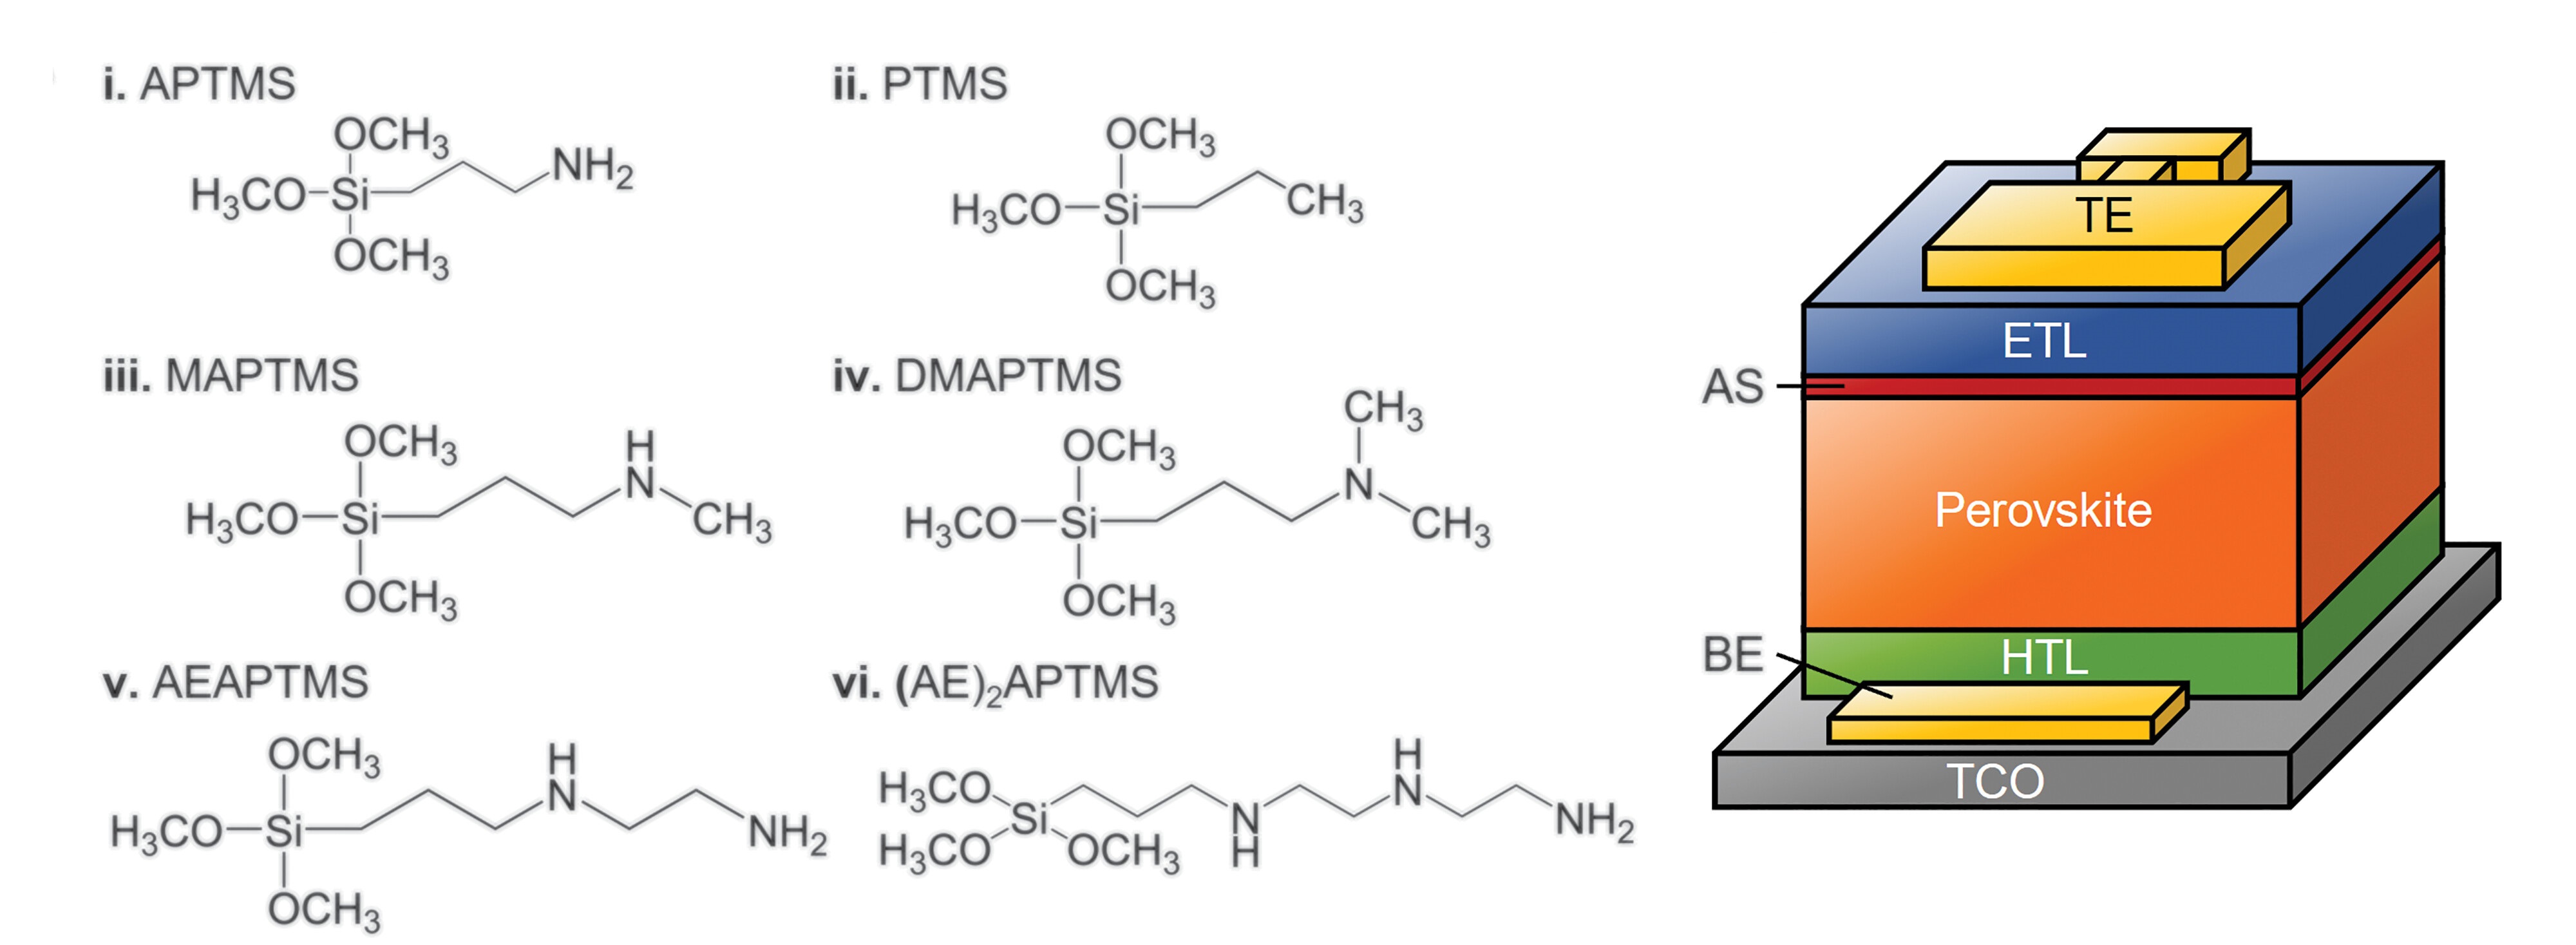 i. APTMS
OCH₃
H₃CO Si NH₂
OCH₃
ii. PTMS
OCH₃
H₃CO Si CH₃
OCH₃
iii. MAPTMS
OCH₃
H
N
H₃CO Si CH₃
OCH₃
iv. DMAPTMS
CH₃
OCH₃
N
H₃CO Si CH₃
OCH₃
v. AEAPTMS
OCH₃
H
N
H₃CO Si NH₂
OCH₃
vi. (AE)₂APTMS
H
N
H₃CO
Si N NH₂
H
H₃CO OCH₃
TE
ETL
AS
Perovskite
BE
HTL
TCO